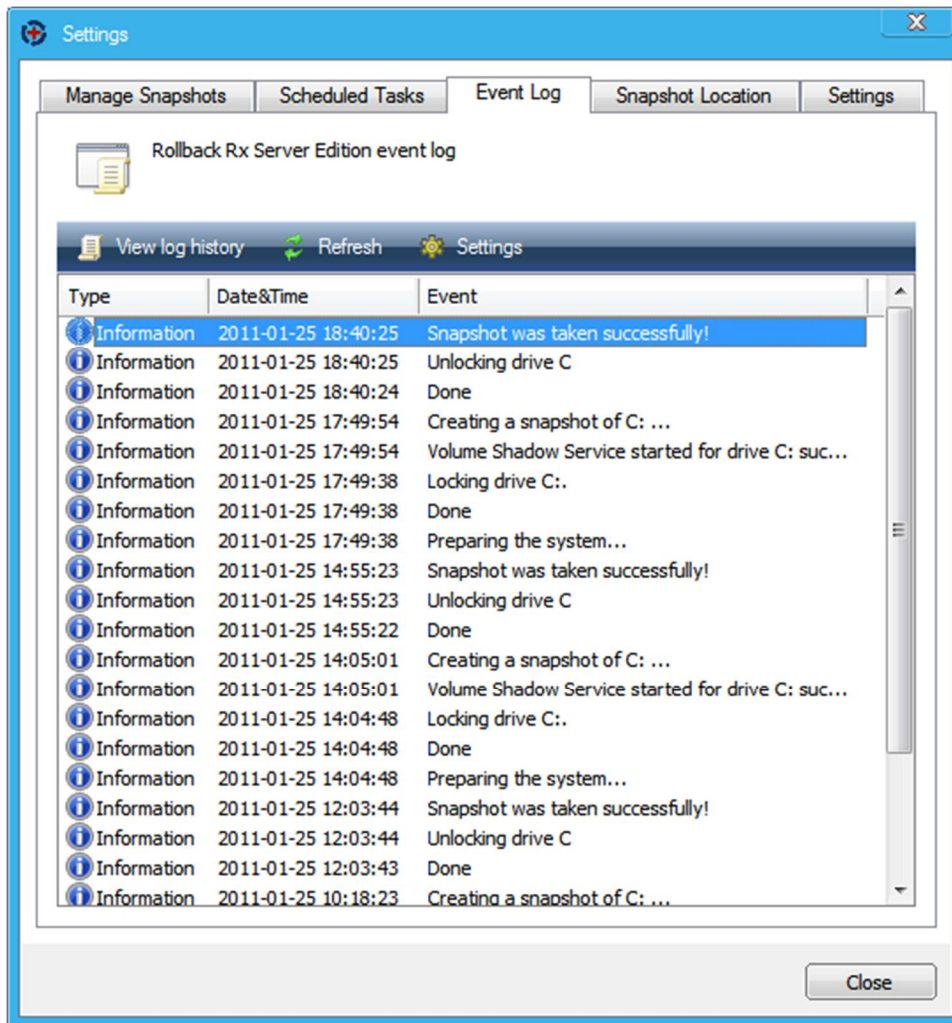 Settings
Manage Snapshots Scheduled Tasks Event Log Snapshot Location Settings
Rollback Rx Server Edition event log
View log history Refresh Settings
Type Date&Time Event
Information 2011-01-25 18:40:25 Snapshot was taken successfully!
Information 2011-01-25 18:40:25 Unlocking drive C
Information 2011-01-25 18:40:24 Done
Information 2011-01-25 17:49:54 Creating a snapshot of C: ...
Information 2011-01-25 17:49:54 Volume Shadow Service started for drive C: suc...
Information 2011-01-25 17:49:38 Locking drive C:.
Information 2011-01-25 17:49:38 Done
Information 2011-01-25 17:49:38 Preparing the system...
Information 2011-01-25 14:55:23 Snapshot was taken successfully!
Information 2011-01-25 14:55:23 Unlocking drive C
Information 2011-01-25 14:55:22 Done
Information 2011-01-25 14:05:01 Creating a snapshot of C: ...
Information 2011-01-25 14:05:01 Volume Shadow Service started for drive C: suc...
Information 2011-01-25 14:04:48 Locking drive C:.
Information 2011-01-25 14:04:48 Done
Information 2011-01-25 14:04:48 Preparing the system...
Information 2011-01-25 12:03:44 Snapshot was taken successfully!
Information 2011-01-25 12:03:44 Unlocking drive C
Information 2011-01-25 12:03:43 Done
Information 2011-01-25 10:18:23 Creating a snapshot of C: ...
Close